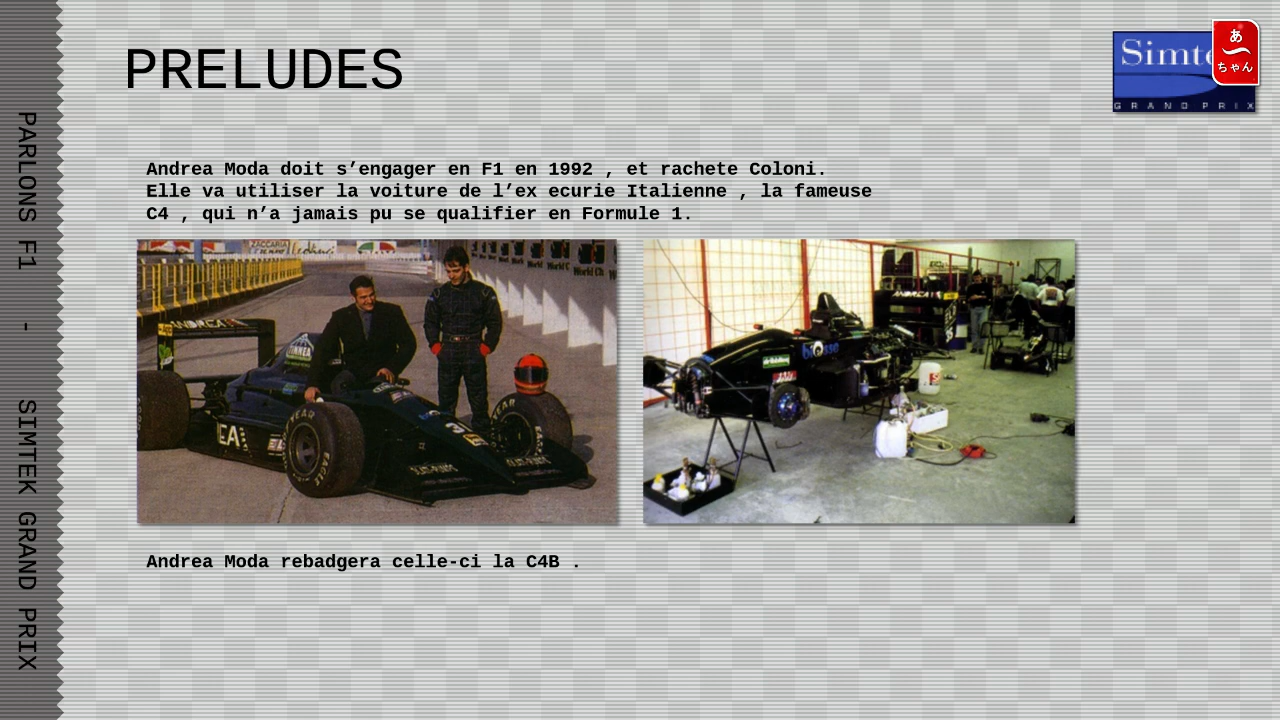 PRELUDES
Simte
GRAND PRIX
あ
ちゃん
PARLONS F1 - SIMTEK GRAND PRIX
Andrea Moda doit s’engager en F1 en 1992 , et rachete Coloni.
Elle va utiliser la voiture de l’ex ecurie Italienne , la fameuse
C4 , qui n’a jamais pu se qualifier en Formule 1.
Andrea Moda rebadgera celle-ci la C4B .